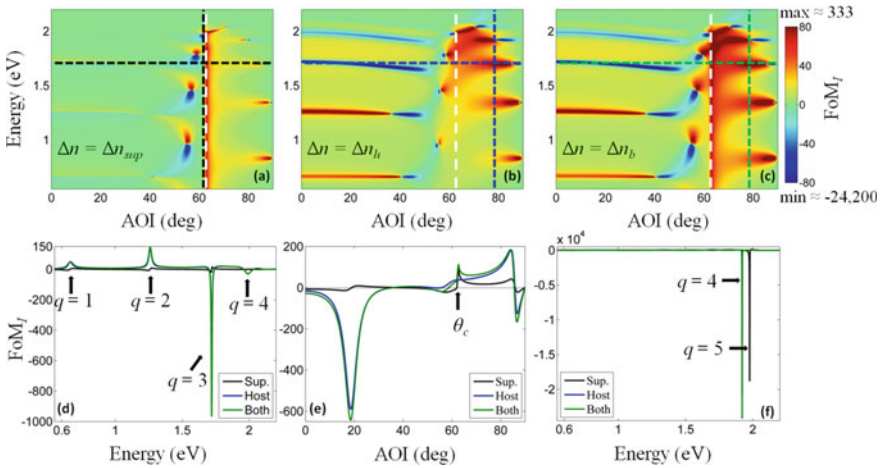 max ≈ 333
2
1.5
1
Energy (eV)
Δn = Δn_sup
(a)
0 20 40 60 80
AOI (deg)
2
1.5
1
Δn = Δn_h
(b)
0 20 40 60 80
AOI (deg)
2
1.5
1
Δn = Δn_b
(c)
0 20 40 60 80
AOI (deg)
80
40
0
-40
-80
FoM_I
min ≈ -24,200
150
0
-200
-400
-600
-800
-1000
FoM_I
q = 1
q = 2
q = 3
q = 4
Sup.
Host
Both
(d)
0.6 1 1.5 2
Energy (eV)
200
0
-200
-400
-600
θ_c
Sup.
Host
Both
(e)
0 20 40 60 80
AOI (deg)
x 10^4
0
-0.5
-1
-1.5
-2
q = 4
q = 5
Sup.
Host
Both
(f)
0.6 1 1.5 2
Energy (eV)